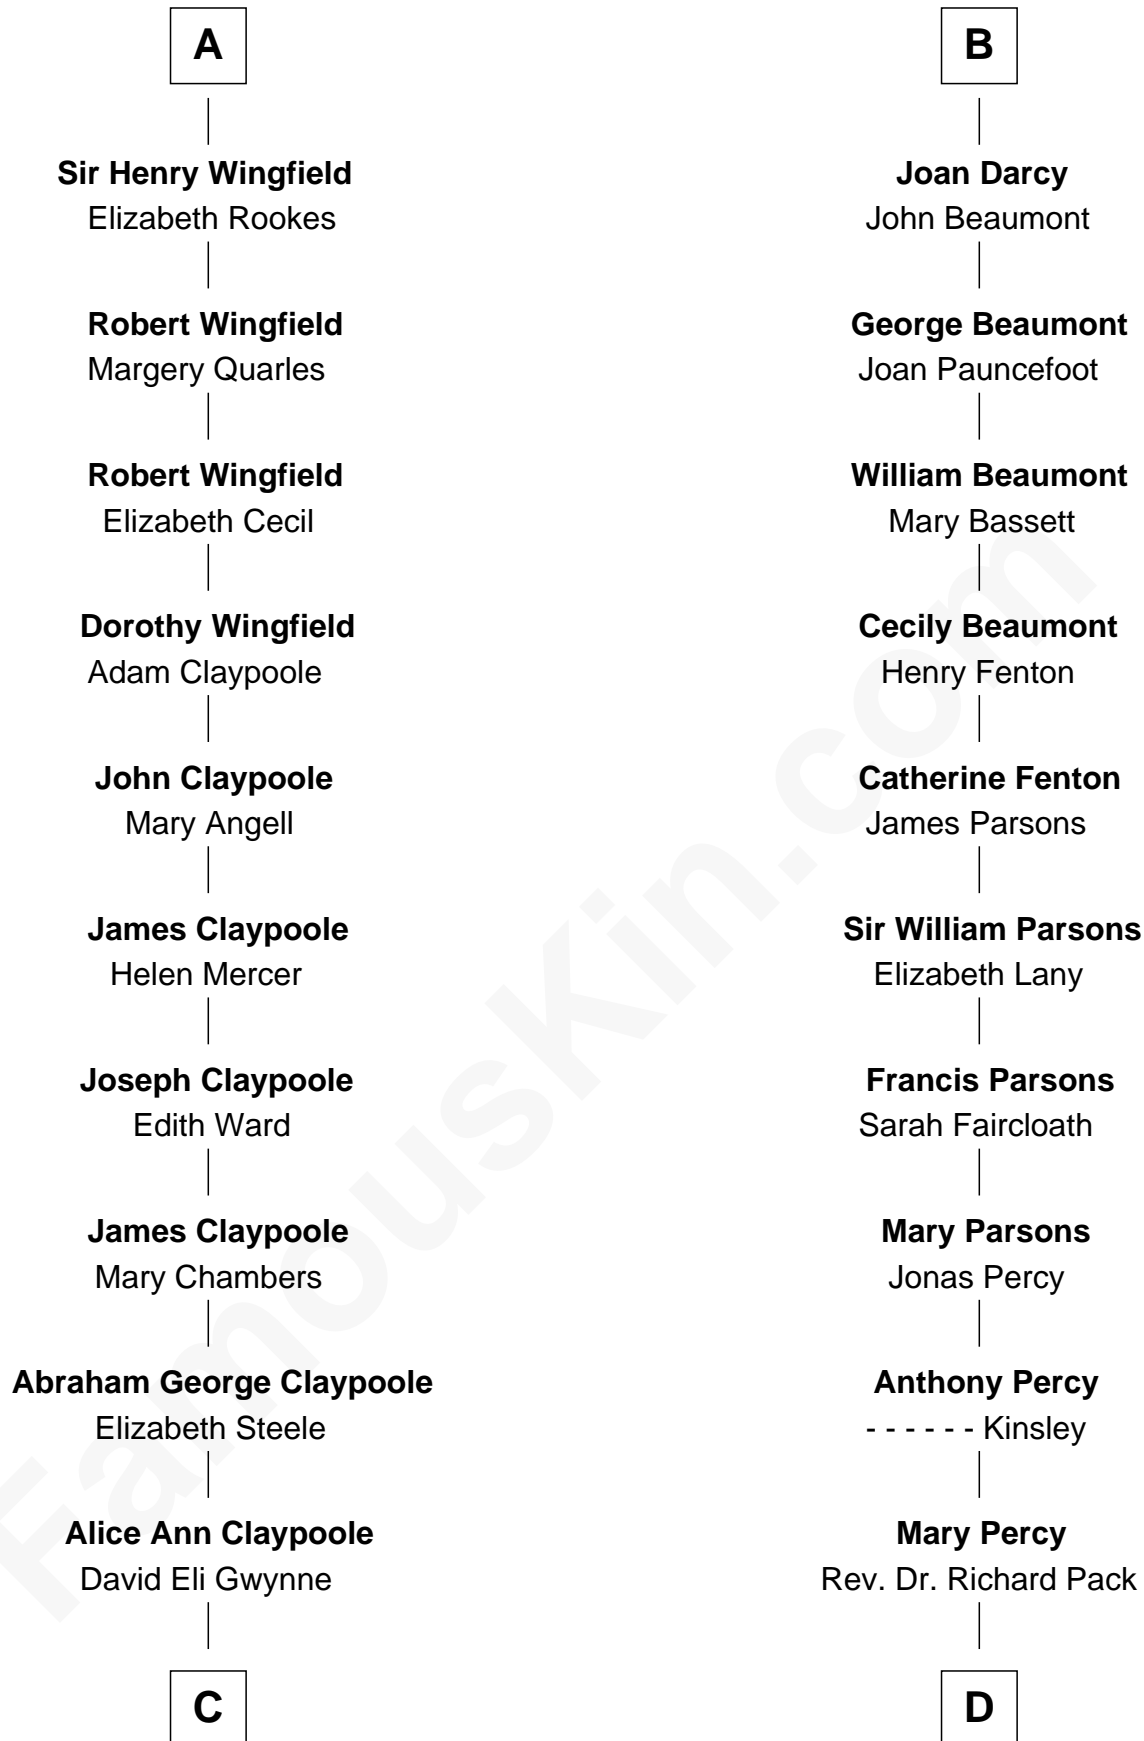 A
Sir Henry Wingfield
Elizabeth Rookes
Robert Wingfield
Margery Quarles
Robert Wingfield
Elizabeth Cecil
Dorothy Wingfield
Adam Claypoole
John Claypoole
Mary Angell
James Claypoole
Helen Mercer
Joseph Claypoole
Edith Ward
James Claypoole
Mary Chambers
Abraham George Claypoole
Elizabeth Steele
Alice Ann Claypoole
David Eli Gwynne
C
B
Joan Darcy
John Beaumont
George Beaumont
Joan Pauncefoot
William Beaumont
Mary Bassett
Cecily Beaumont
Henry Fenton
Catherine Fenton
James Parsons
Sir William Parsons
Elizabeth Lany
Francis Parsons
Sarah Faircloath
Mary Parsons
Jonas Percy
Anthony Percy
- - - - - - Kinsley
Mary Percy
Rev. Dr. Richard Pack
D
FamousKin.com